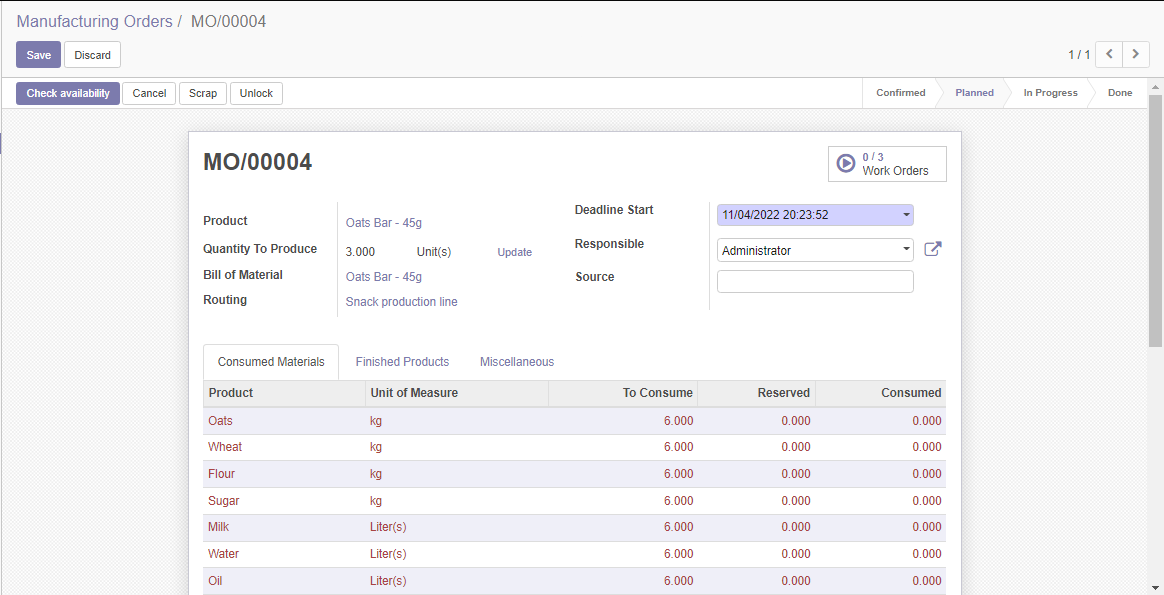 Manufacturing Orders / MO/00004
Save Discard 1 / 1
Check availability Cancel Scrap Unlock Confirmed Planned In Progress Done
MO/00004
0 / 3
Work Orders
Product Oats Bar - 45g
Quantity To Produce 3.000 Unit(s) Update
Bill of Material Oats Bar - 45g
Routing Snack production line
Deadline Start 11/04/2022 20:23:52
Responsible Administrator
Source
Consumed Materials Finished Products Miscellaneous
Product Unit of Measure To Consume Reserved Consumed
Oats kg 6.000 0.000 0.000
Wheat kg 6.000 0.000 0.000
Flour kg 6.000 0.000 0.000
Sugar kg 6.000 0.000 0.000
Milk Liter(s) 6.000 0.000 0.000
Water Liter(s) 6.000 0.000 0.000
Oil Liter(s) 6.000 0.000 0.000